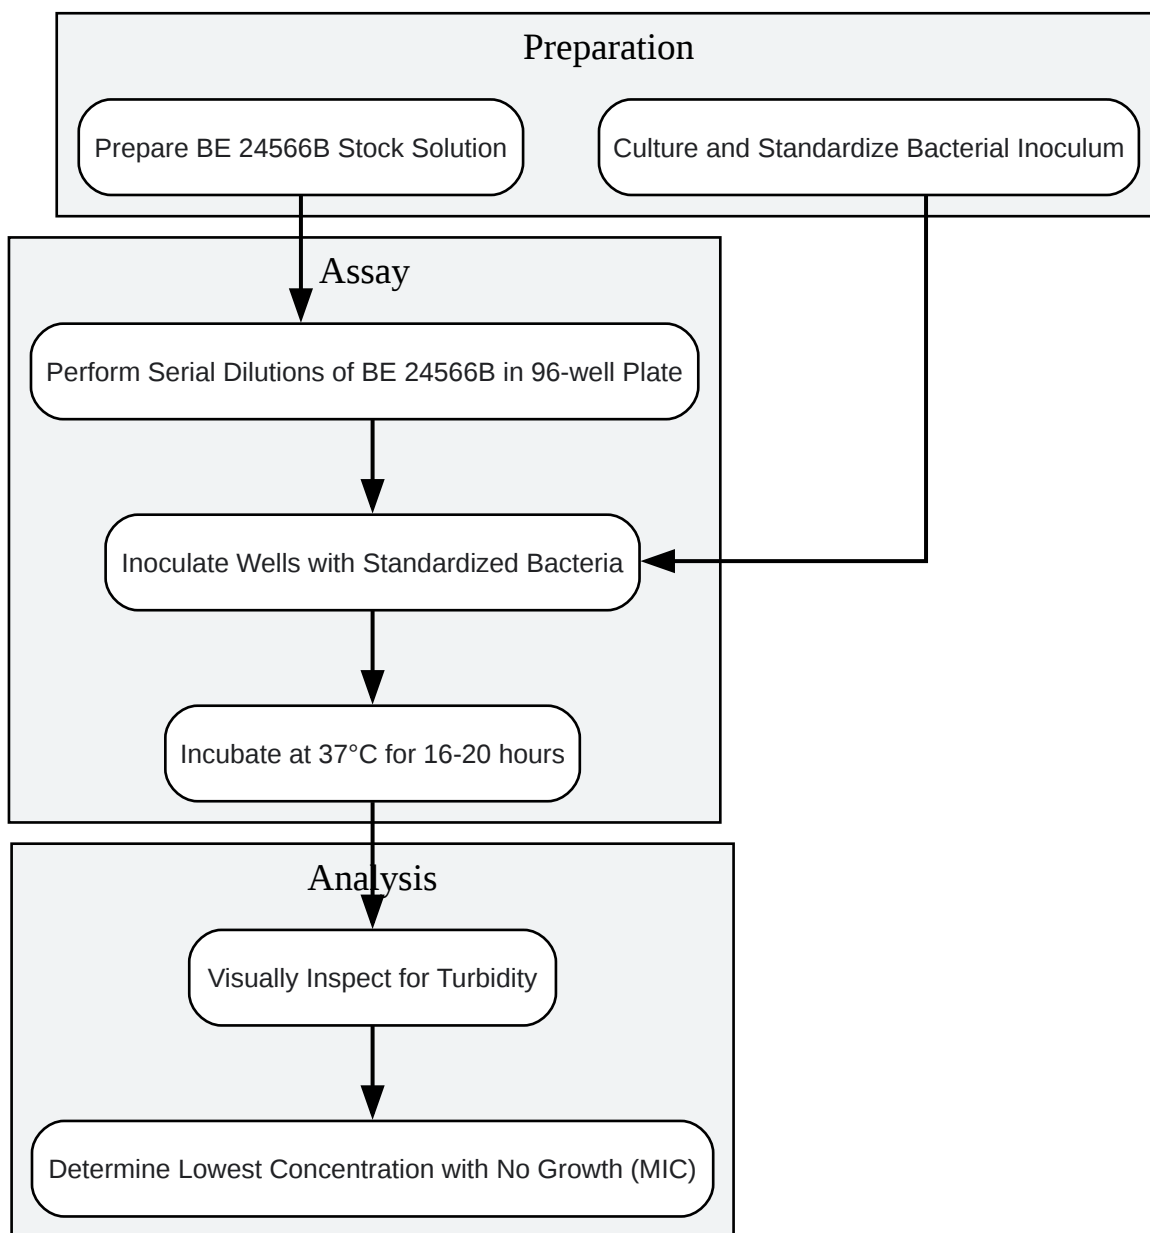 Preparation
Prepare BE 24566B Stock Solution
Culture and Standardize Bacterial Inoculum
Assay
Perform Serial Dilutions of BE 24566B in 96-well Plate
Inoculate Wells with Standardized Bacteria
Incubate at 37°C for 16-20 hours
Analysis
Visually Inspect for Turbidity
Determine Lowest Concentration with No Growth (MIC)